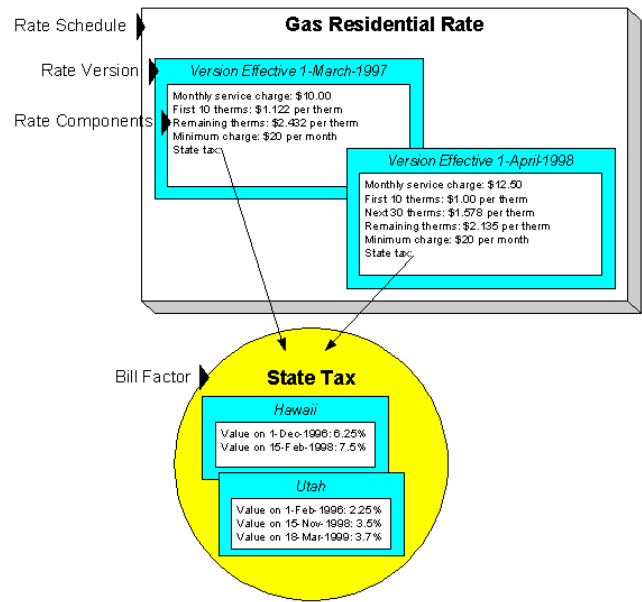 Rate Schedule
Gas Residential Rate
Rate Version
Version Effective 1-March-1997
Monthly service charge: $10.00
First 10 therms: $1.122 per therm
Rate Components
Remaining therms: $2.432 per therm
Minimum charge: $20 per month
State tax:
Version Effective 1-April-1998
Monthly service charge: $12.50
First 10 therms: $1.00 per therm
Next 30 therms: $1.578 per therm
Remaining therms: $2.135 per therm
Minimum charge: $20 per month
State tax:
Bill Factor
State Tax
Hawaii
Value on 1-Dec-1996: 6.25%
Value on 15-Feb-1998: 7.5%
Utah
Value on 1-Feb-1996: 2.25%
Value on 15-Nov-1998: 3.5%
Value on 18-Mar-1999: 3.7%